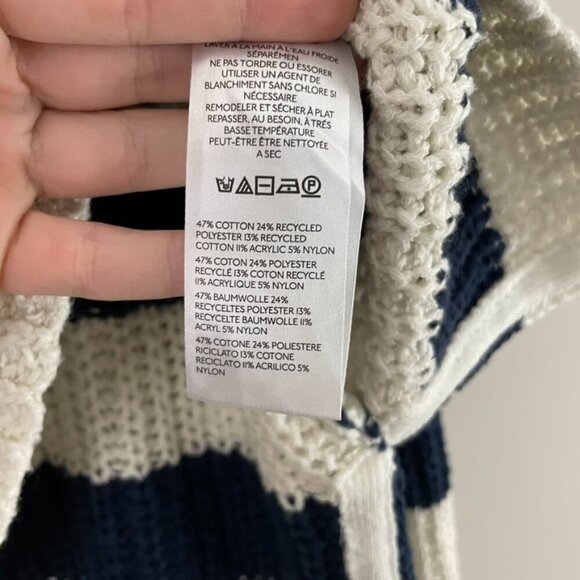 LAVER À LA MAIN À L'EAU FROIDE
SÉPARÉMEN
NE PAS TORDRE OU ESSORER
UTILISER UN AGENT DE
BLANCHIMENT SANS CHLORE SI
NÉCESSAIRE
REMODELER ET SÉCHER À PLAT
REPASSER, AU BESOIN, À TRÉS
BASSE TEMPÉRATURE
PEUT-ÊTRE ÊTRE NETTOYÉE
A SEC
P
47% COTTON 24% RECYCLED
POLYESTER 13% RECYCLED
COTTON 11% ACRYLIC 5% NYLON
47% COTON 24% POLYESTER
RECYCLÉ 13% COTON RECYCLÉ
11% ACRYLIQUE 5% NYLON
47% BAUMWOLLE 24%
RECYCELTES POLYESTER 13%
RECYCELTE BAUMWOLLE 11%
ACRYL 5% NYLON
47% COTONE 24% POLIESTERE
RICICLATO 13% COTONE
RECICLATO 11% ACRILICO 5%
NYLON